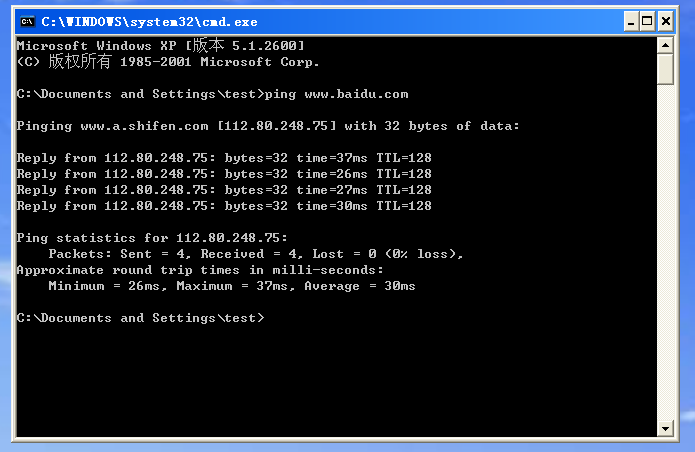 C:\WINDOWS\system32\cmd.exe
Microsoft Windows XP [版本 5.1.2600]
(C) 版权所有 1985-2001 Microsoft Corp.
C:\Documents and Settings\test>ping www.baidu.com
Pinging www.a.shifen.com [112.80.248.75] with 32 bytes of data:
Reply from 112.80.248.75: bytes=32 time=37ms TTL=128
Reply from 112.80.248.75: bytes=32 time=26ms TTL=128
Reply from 112.80.248.75: bytes=32 time=27ms TTL=128
Reply from 112.80.248.75: bytes=32 time=30ms TTL=128
Ping statistics for 112.80.248.75:
    Packets: Sent = 4, Received = 4, Lost = 0 (0% loss),
Approximate round trip times in milli-seconds:
    Minimum = 26ms, Maximum = 37ms, Average = 30ms
C:\Documents and Settings\test>